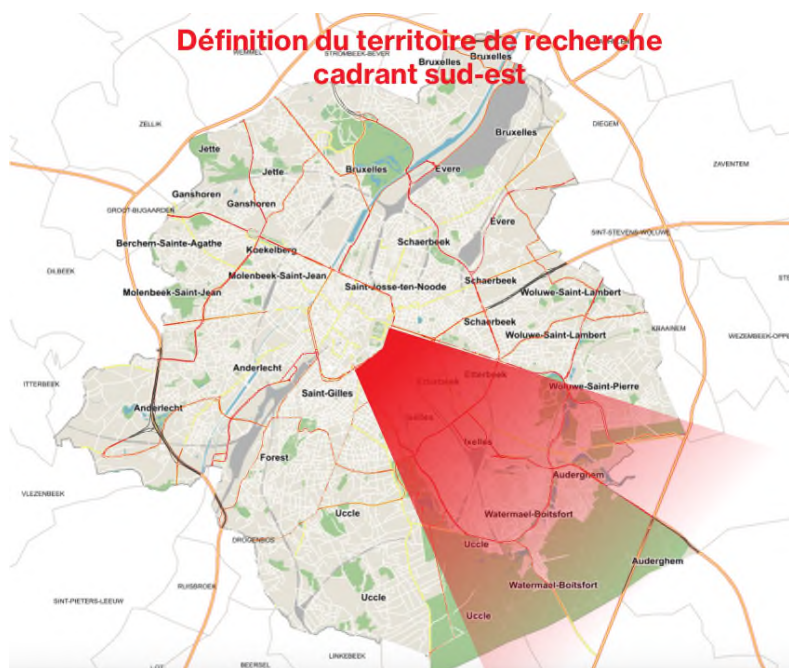 Définition du territoire de recherche
cadrant sud-est
WEMMEL
STROMBEEK-BEVER
Bruxelles
Bruxelles
ZELLIK
DIEGEM
Bruxelles
Jette
Jette
Bruxelles
Evere
ZAVENTEM
Ganshoren
Ganshoren
GROOT-BIJGAARDEN
Evere
SINT-STEVENS-WOLUWE
Berchem-Sainte-Agathe
Koekelberg
Schaerbeek
DILBEEK
Molenbeek-Saint-Jean
Saint-Josse-ten-Noode
Schaerbeek
Molenbeek-Saint-Jean
Woluwe-Saint-Lambert
Schaerbeek
KRAAINEM
Woluwe-Saint-Lambert
WEZEMBEEK-OPPE
Anderlecht
Etterbeek
Etterbeek
ITTERBEEK
Saint-Gilles
Woluwe-Saint-Pierre
Anderlecht
Ixelles
Ixelles
Forest
Auderghem
VLEZENBEEK
Uccle
Watermael-Boitsfort
DROGENBOS
Uccle
Auderghem
RUISBROEK
Watermael-Boitsfort
SINT-PIETERS-LEEUW
Uccle
Uccle
LINKEBEEK
BEERSEL
LOT